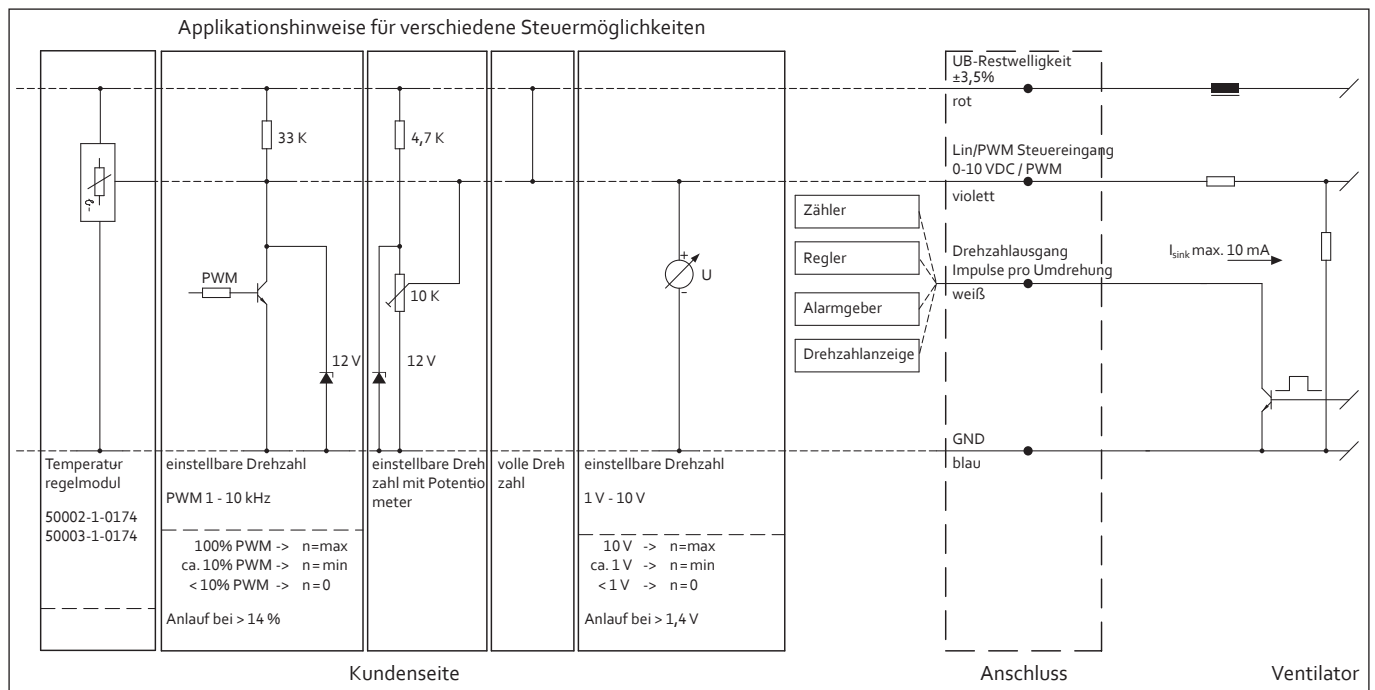 Applikationshinweise für verschiedene Steuermöglichkeiten
33 K
PWM
12 V
4,7 K
10 K
12 V
+
U
-
Temperatur
regelmodul
50002-1-0174
50003-1-0174
einstellbare Drehzahl
PWM 1 - 10 kHz
100% PWM -> n=max
ca. 10% PWM -> n=min
< 10% PWM -> n=0
Anlauf bei > 14 %
einstellbare Dreh
zahl mit Potentio
meter
volle Dreh
zahl
einstellbare Drehzahl
1 V - 10 V
10 V -> n=max
ca. 1 V -> n=min
< 1 V -> n=0
Anlauf bei > 1,4 V
Zähler
Regler
Alarmgeber
Drehzahlanzeige
UB-Restwelligkeit
±3,5%
rot
Lin/PWM Steuereingang
0-10 VDC / PWM
violett
Drehzahlausgang
Impulse pro Umdrehung
weiß
GND
blau
Isink max. 10 mA
Kundenseite
Anschluss
Ventilator